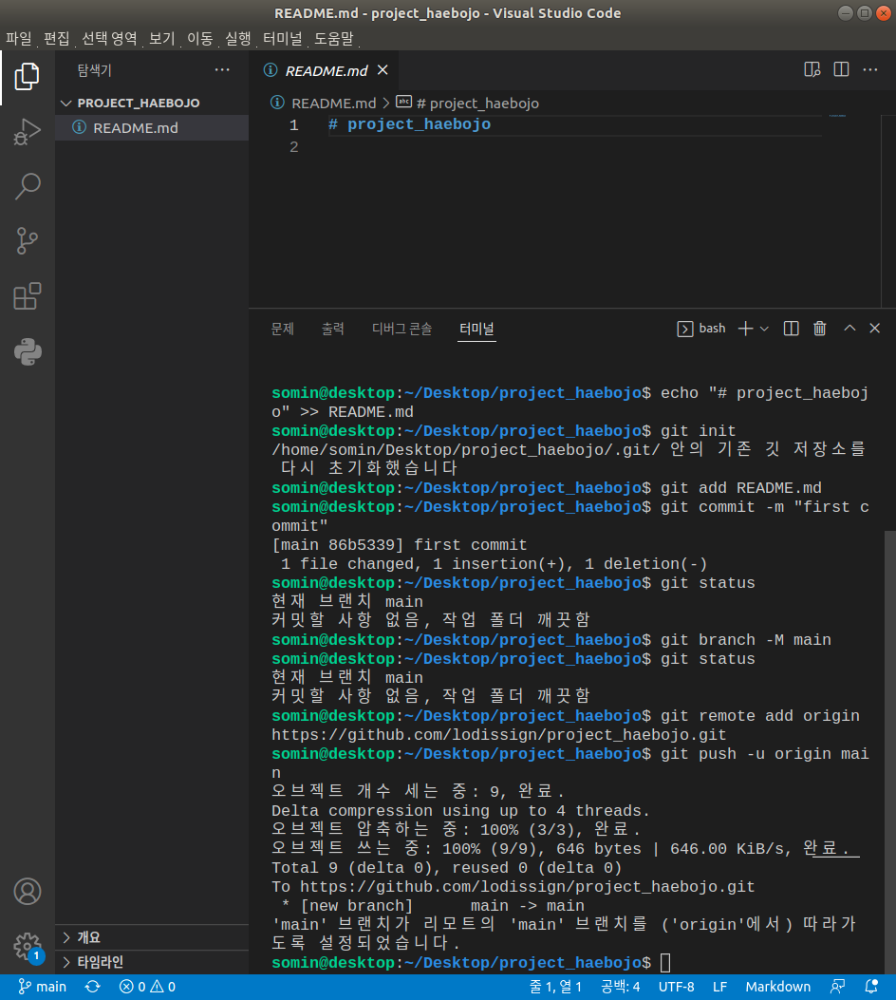 README.md - project_haebojo - Visual Studio Code
파일 편집 선택 영역 보기 이동 실행 터미널 도움말
탐색기
PROJECT_HAEBOJO
README.md
README.md
README.md > # project_haebojo
1 # project_haebojo
2
문제 출력 디버그 콘솔 터미널 bash
somin@desktop:~/Desktop/project_haebojo$ echo "# project_haeboj
o" >> README.md
somin@desktop:~/Desktop/project_haebojo$ git init
/home/somin/Desktop/project_haebojo/.git/ 안의 기존 깃 저장소를
다시 초기화했습니다
somin@desktop:~/Desktop/project_haebojo$ git add README.md
somin@desktop:~/Desktop/project_haebojo$ git commit -m "first c
ommit"
[main 86b5339] first commit
1 file changed, 1 insertion(+), 1 deletion(-)
somin@desktop:~/Desktop/project_haebojo$ git status
현재 브랜치 main
커밋할 사항 없음, 작업 폴더 깨끗함
somin@desktop:~/Desktop/project_haebojo$ git branch -M main
somin@desktop:~/Desktop/project_haebojo$ git status
현재 브랜치 main
커밋할 사항 없음, 작업 폴더 깨끗함
somin@desktop:~/Desktop/project_haebojo$ git remote add origin
https://github.com/lodissign/project_haebojo.git
somin@desktop:~/Desktop/project_haebojo$ git push -u origin mai
n
오브젝트 개수 세는 중: 9, 완료.
Delta compression using up to 4 threads.
오브젝트 압축하는 중: 100% (3/3), 완료.
오브젝트 쓰는 중: 100% (9/9), 646 bytes | 646.00 KiB/s, 완료.
Total 9 (delta 0), reused 0 (delta 0)
To https://github.com/lodissign/project_haebojo.git
* [new branch] main -> main
'main' 브랜치가 리모트의 'main' 브랜치를 ('origin'에서) 따라가
도록 설정되었습니다.
somin@desktop:~/Desktop/project_haebojo$
개요
타임라인
1
main 0 0 줄 1, 열 1 공백: 4 UTF-8 LF Markdown